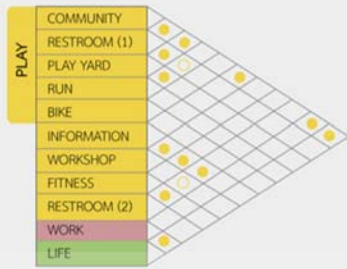 PLAY
COMMUNITY
RESTROOM (1)
PLAY YARD
RUN
BIKE
INFORMATION
WORKSHOP
FITNESS
RESTROOM (2)
WORK
LIFE